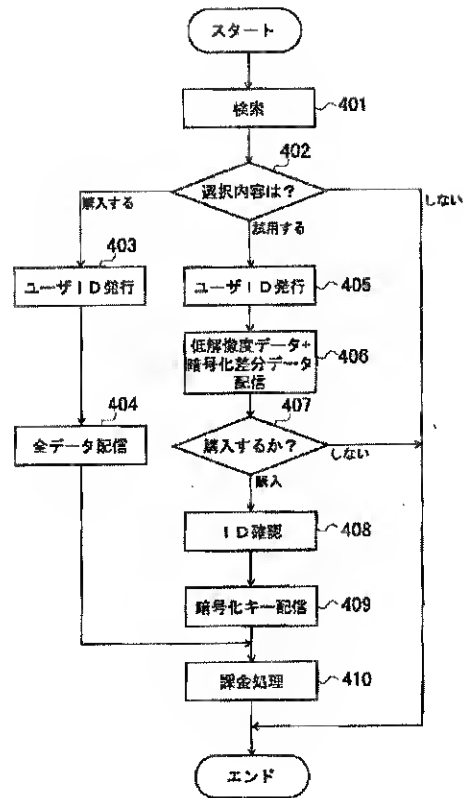 スタート
検索
401
402
選択内容は?
購入する
試用する
しない
403
ユーザID発行
ユーザID発行
405
低解像度データ+
暗号化差分データ
配信
406
404
全データ配信
407
購入するか?
しない
購入
ID確認
408
暗号化キー配信
409
課金処理
410
エンド